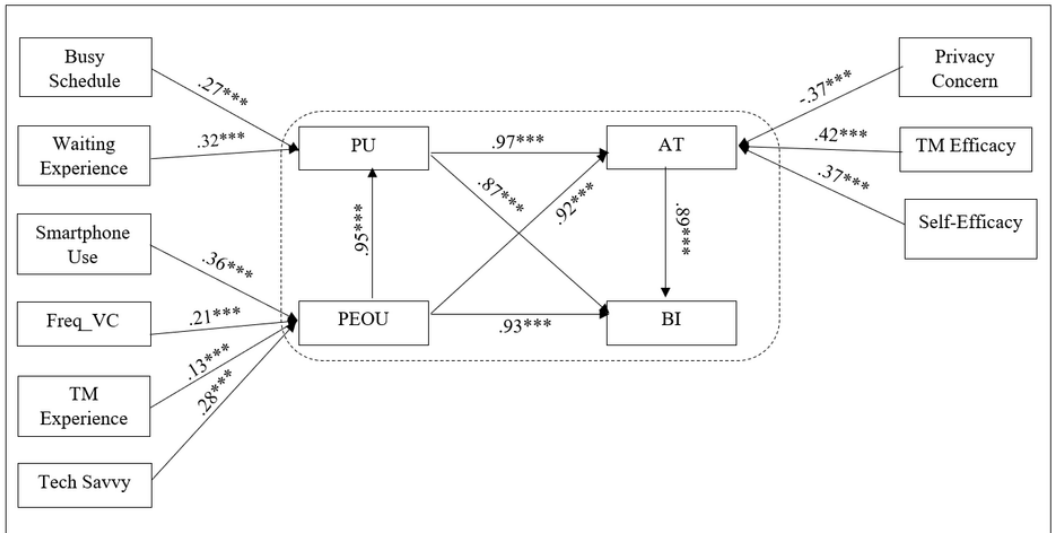 Busy
Schedule
Privacy
Concern
.27***
-.37***
Waiting
Experience
.32***
PU
.97***
AT
.42***
TM Efficacy
.37***
.87***
.92***
Smartphone
Use
.95***
.89***
Self-Efficacy
.36***
Freq_VC
.21***
PEOU
.93***
BI
.13***
TM
Experience
.28***
Tech Savvy